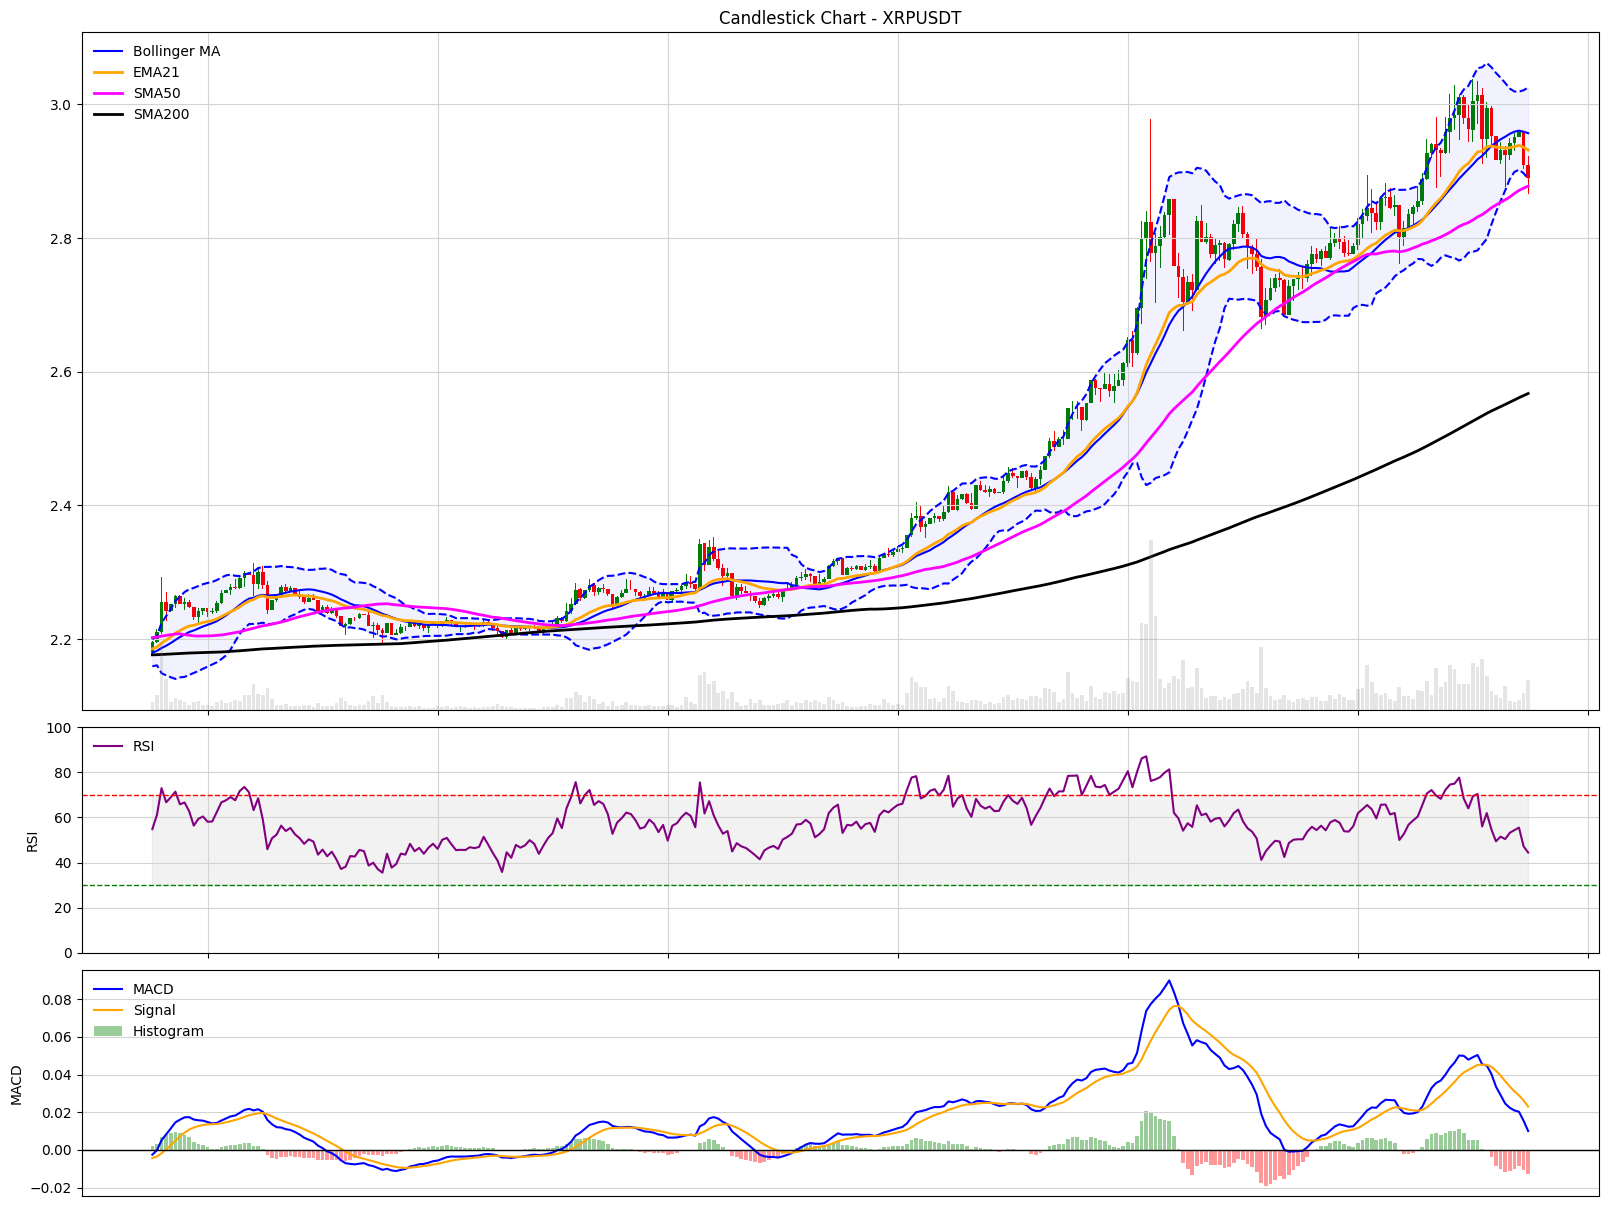 Candlestick Chart - XRPUSDT
Bollinger MA
EMA21
SMA50
SMA200
3.0
2.8
2.6
2.4
2.2
RSI
100
80
60
40
20
0
RSI
MACD
Signal
Histogram
0.08
0.06
0.04
0.02
0.00
−0.02
MACD